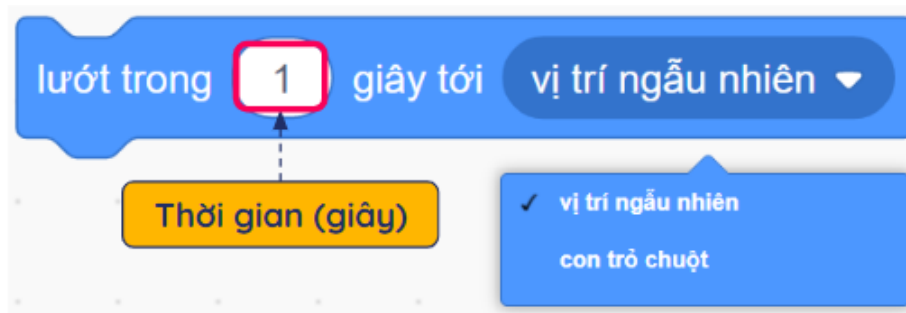 lướt trong 1 giây tới vị trí ngẫu nhiên
Thời gian (giây)
✓ vị trí ngẫu nhiên
con trỏ chuột